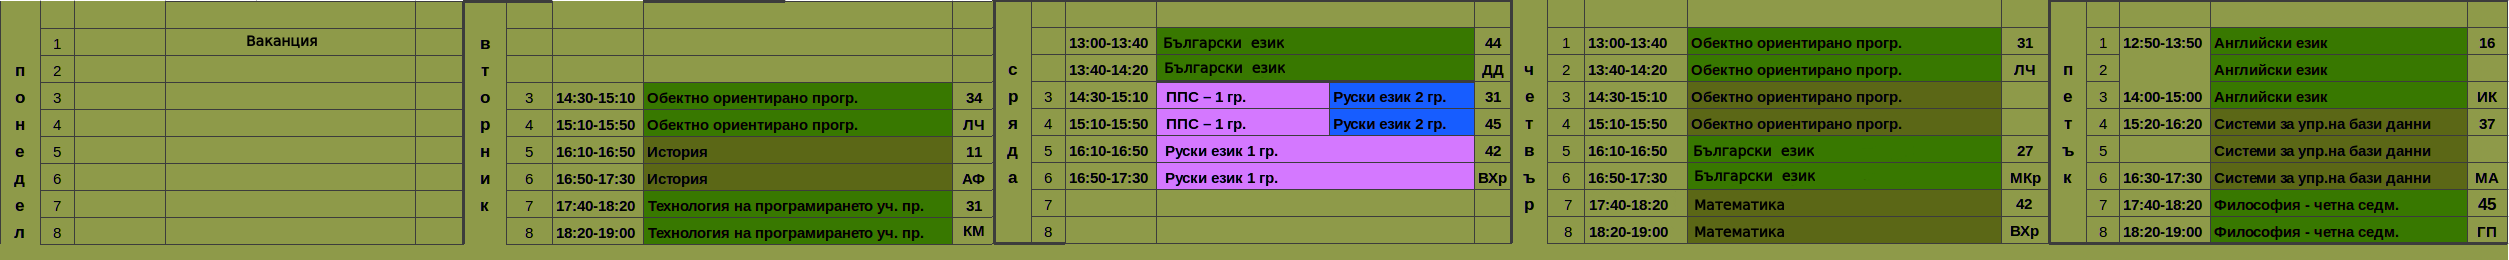 понедел
1 Ваканция
2
3
4
5
6
7
8
вторник
3 14:30-15:10 Обектно ориентирано прогр. 34
4 15:10-15:50 Обектно ориентирано прогр. ЛЧ
5 16:10-16:50 История 11
6 16:50-17:30 История АФ
7 17:40-18:20 Технология на програмирането уч. пр. 31
8 18:20-19:00 Технология на програмирането уч. пр. КМ
сряда
13:00-13:40 Български език 44
13:40-14:20 Български език ДД
3 14:30-15:10 ППС – 1 гр. Руски език 2 гр. 31
4 15:10-15:50 ППС – 1 гр. Руски език 2 гр. 45
5 16:10-16:50 Руски език 1 гр. 42
6 16:50-17:30 Руски език 1 гр. ВХр
7
8
четвър
1 13:00-13:40 Обектно ориентирано прогр. 31
2 13:40-14:20 Обектно ориентирано прогр. ЛЧ
3 14:30-15:10 Обектно ориентирано прогр.
4 15:10-15:50 Обектно ориентирано прогр.
5 16:10-16:50 Български език 27
6 16:50-17:30 Български език МКр
7 17:40-18:20 Математика 42
8 18:20-19:00 Математика ВХр
петък
1 12:50-13:50 Английски език 16
2 Английски език
3 14:00-15:00 Английски език ИК
4 15:20-16:20 Системи за упр.на бази данни 37
5 Системи за упр.на бази данни
6 16:30-17:30 Системи за упр.на бази данни МА
7 17:40-18:20 Философия - четна седм. 45
8 18:20-19:00 Философия - четна седм. ГП